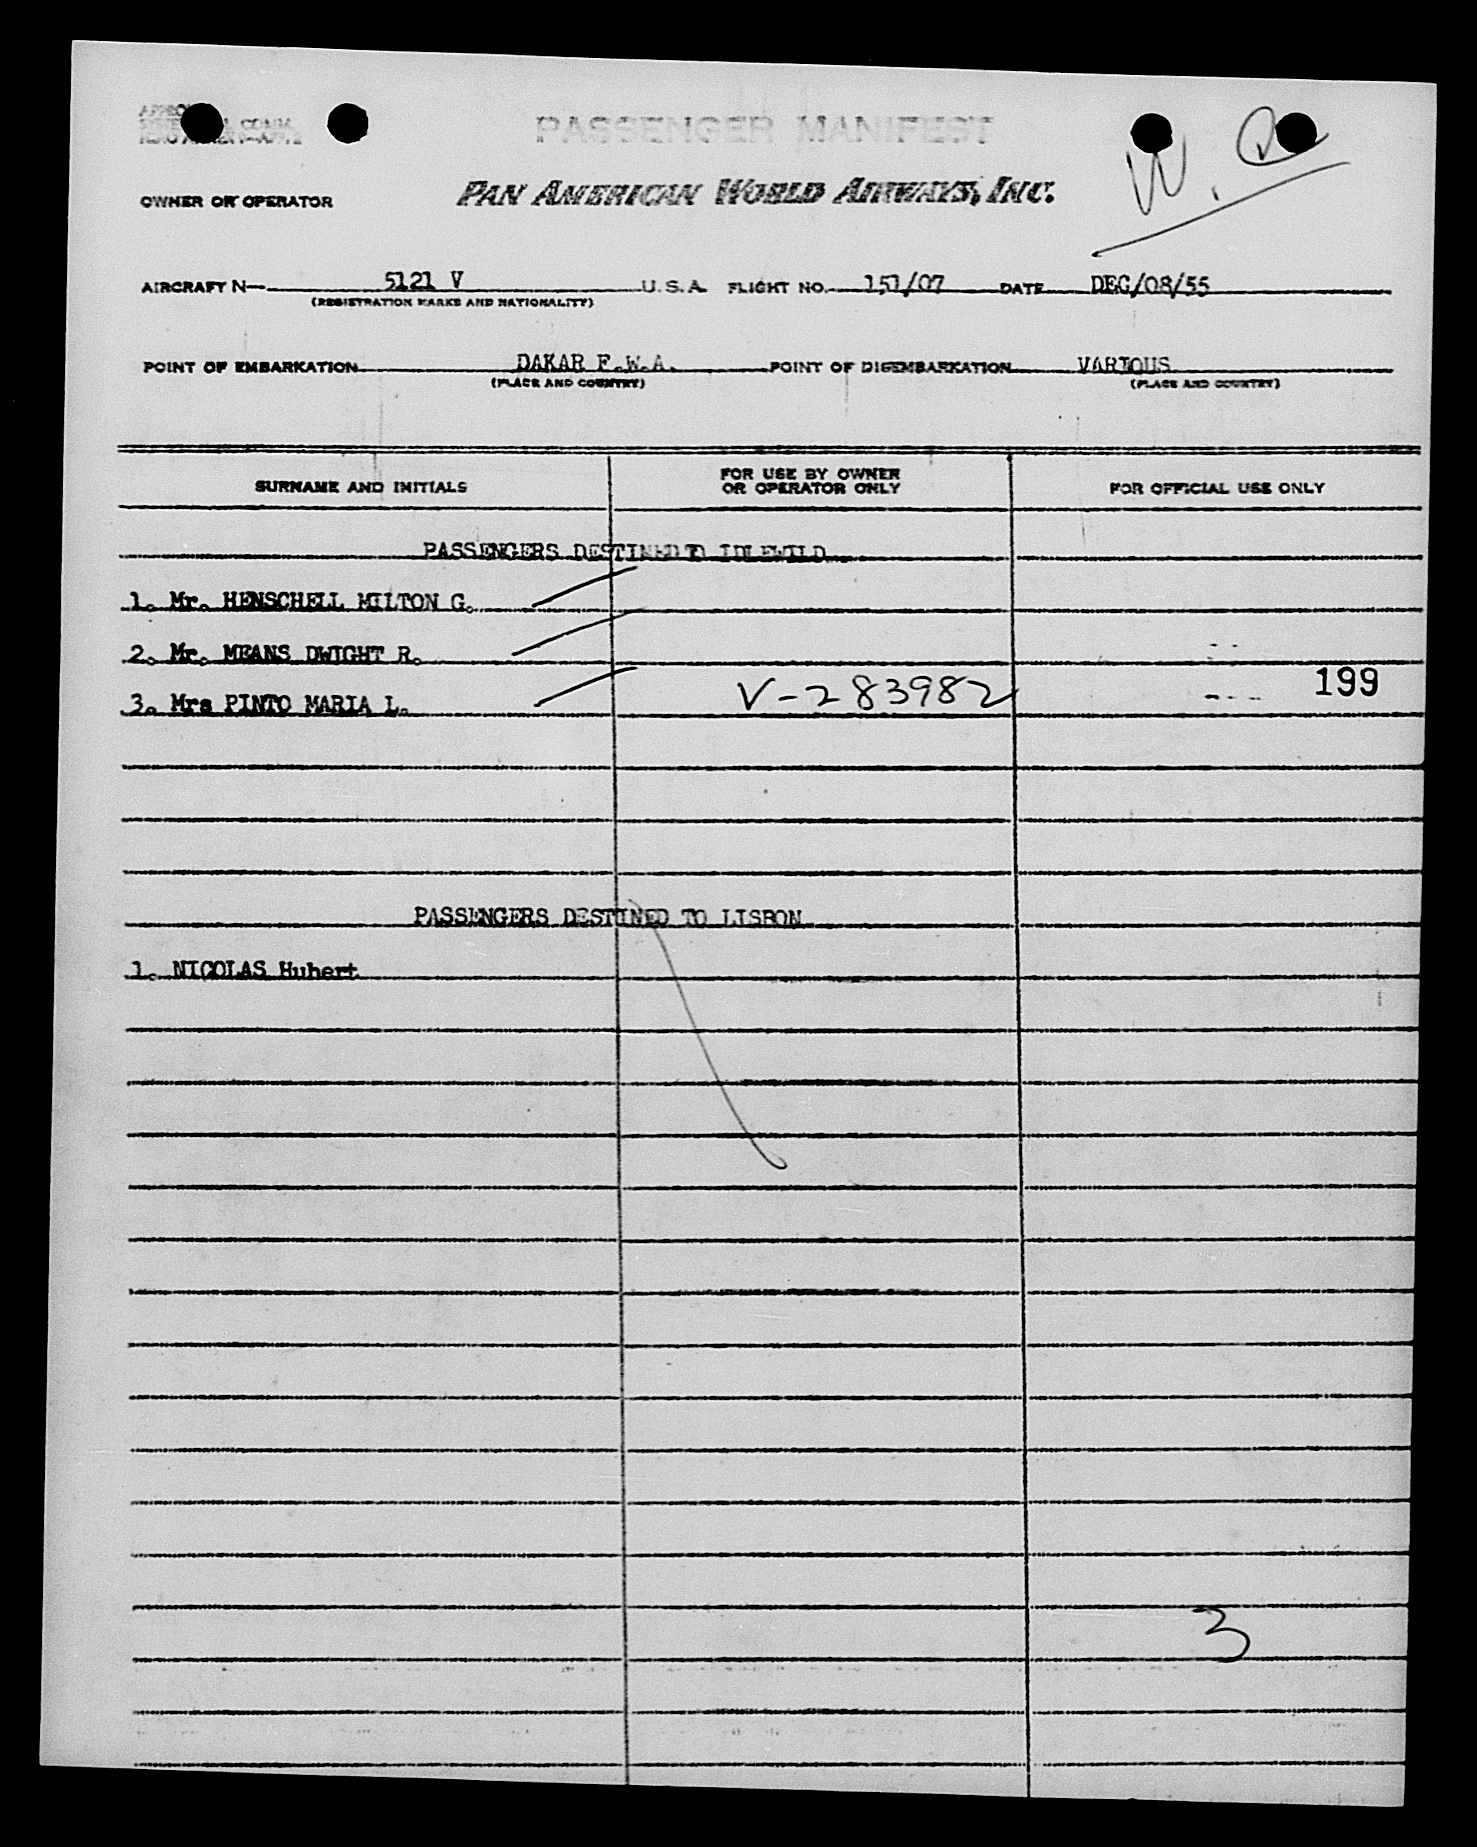 PASSENGER MANIFEST
OWNER OR OPERATOR PAN AMERICAN WORLD AIRWAYS, INC.
AIRCRAFT N— 5121 V U.S.A. FLIGHT NO. 151/07 DATE DEC/08/55
(REGISTRATION MARKS AND NATIONALITY)
POINT OF EMBARKATION DAKAR F.W.A. POINT OF DISEMBARKATION VARIOUS
(PLACE AND COUNTRY) (PLACE AND COUNTRY)
SURNAME AND INITIALS FOR USE BY OWNER OR OPERATOR ONLY FOR OFFICIAL USE ONLY
PASSENGERS DESTINED TO IDLEWILD
1. Mr. HENSCHELL MILTON G.
2. Mr. MEANS DWIGHT R.
3. Mrs PINTO MARIA L. V-283982 199
PASSENGERS DESTINED TO LISBON
1. NICOLAS Hubert
3